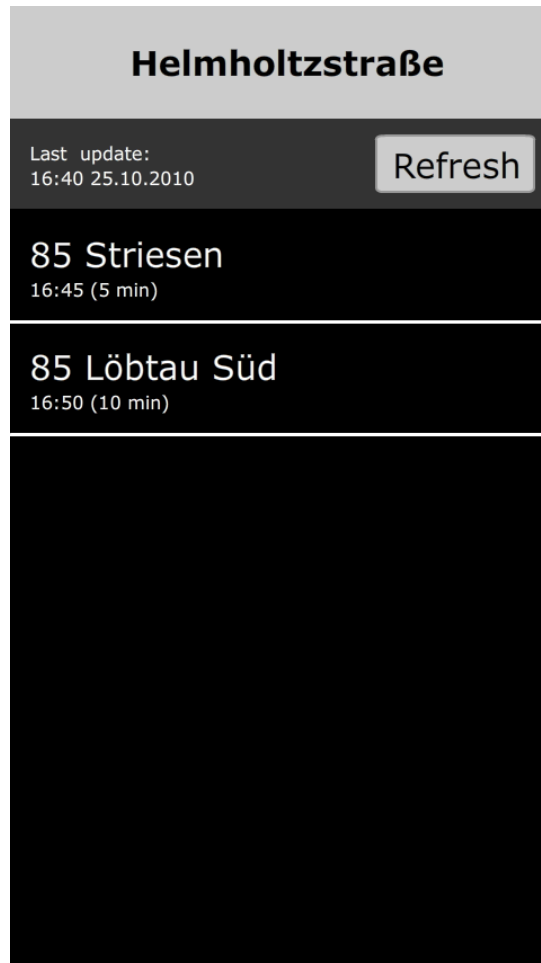 Helmholtzstraße
Last update:
16:40 25.10.2010
Refresh
85 Striesen
16:45 (5 min)
85 Löbtau Süd
16:50 (10 min)